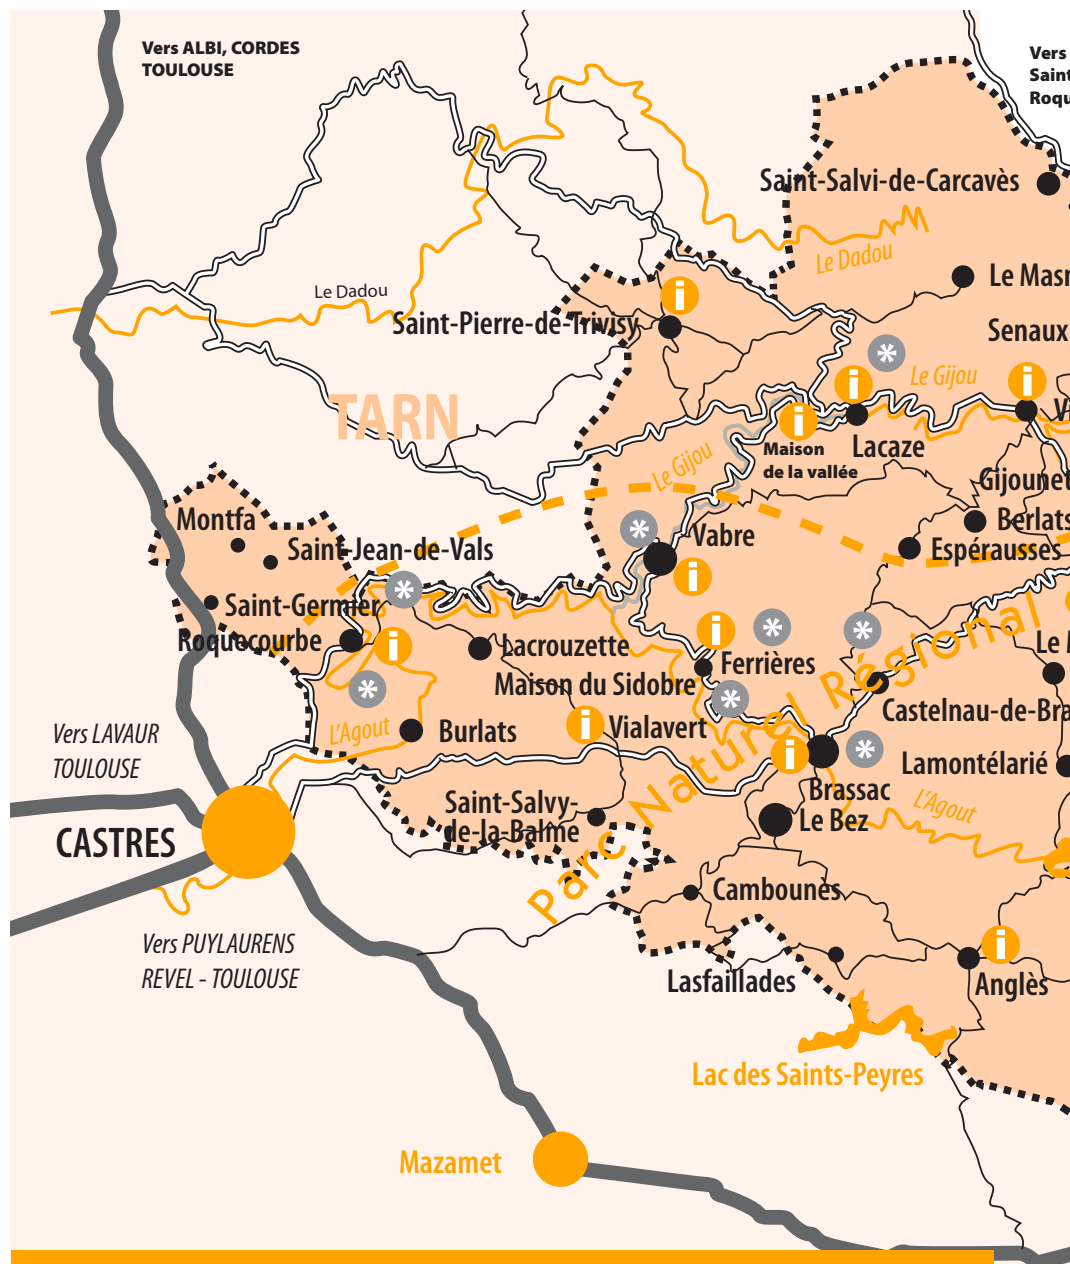 Vers ALBI, CORDES
TOULOUSE
Vers
Saint
Roqu
Saint-Salvi-de-Carcavès
Le Dadou
Le Masn
Le Dadou
Saint-Pierre-de-Trivisy
Senaux
Le Gijou
TARN
Maison
de la vallée
Lacaze
Le Gijou
Gijounet
Montfa
Vabre
Berlats
Saint-Jean-de-Vals
Espérausses
Saint-Germier
Roquecourbe
Lacrouzette
Ferrières
Le M
Maison du Sidobre
Castelnau-de-Bra
L'Agout
Burlats
Vialavert
Parc Naturel Régional
Vers LAVAUR
TOULOUSE
Lamontélarié
Brassac
L'Agout
Saint-Salvy-
de-la-Balme
Le Bez
CASTRES
Cambounès
Vers PUYLAURENS
REVEL - TOULOUSE
Lasfaillades
Anglès
Lac des Saints-Peyres
Mazamet